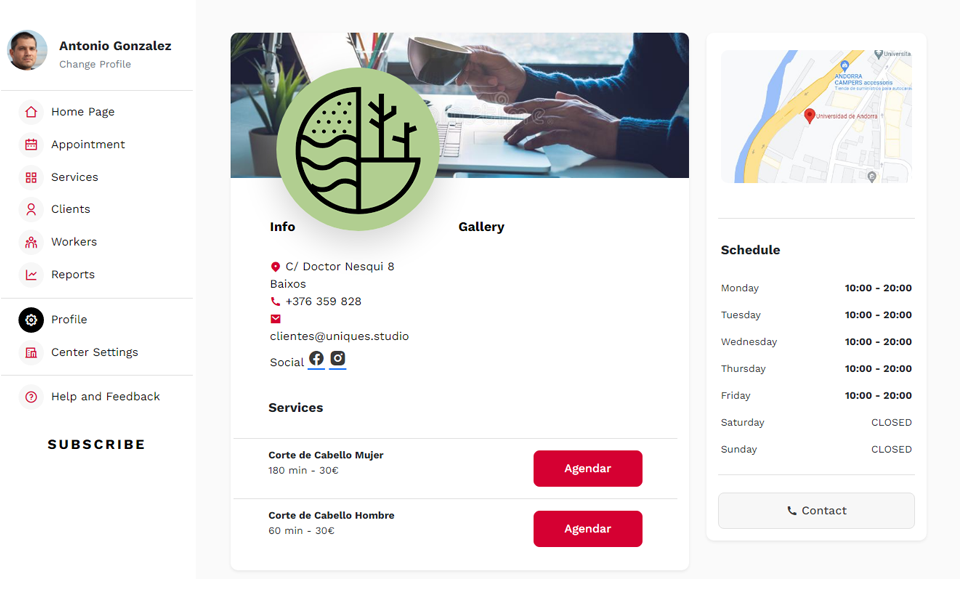 Antonio Gonzalez
Change Profile
Home Page
Appointment
Services
Clients
Workers
Reports
Profile
Center Settings
Help and Feedback
SUBSCRIBE
Info
C/ Doctor Nesqui 8
Baixos
+376 359 828
clientes@uniques.studio
Social
Gallery
Services
Corte de Cabello Mujer
180 min - 30€
Agendar
Corte de Cabello Hombre
60 min - 30€
Agendar
Universita
ANDORRA
CAMPERS accessoris
Universidad de Andorra
Schedule
Monday 10:00 - 20:00
Tuesday 10:00 - 20:00
Wednesday 10:00 - 20:00
Thursday 10:00 - 20:00
Friday 10:00 - 20:00
Saturday CLOSED
Sunday CLOSED
Contact